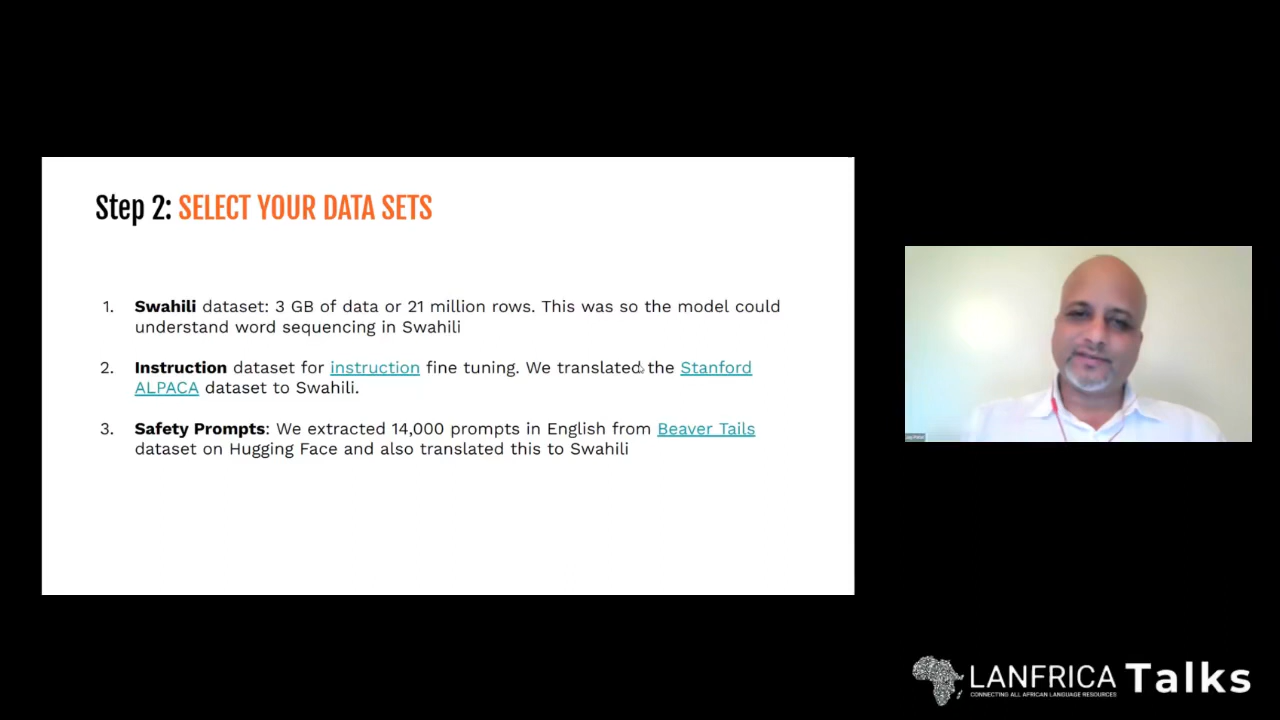 Step 2: SELECT YOUR DATA SETS
1. Swahili dataset: 3 GB of data or 21 million rows. This was so the model could
understand word sequencing in Swahili
2. Instruction dataset for instruction fine tuning. We translated the Stanford
ALPACA dataset to Swahili.
3. Safety Prompts: We extracted 14,000 prompts in English from Beaver Tails
dataset on Hugging Face and also translated this to Swahili
LANFRICA Talks
CONNECTING ALL AFRICAN LANGUAGE RESOURCES